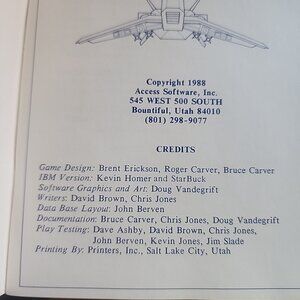 Copyright 1988
Access Software, Inc.
545 WEST 500 SOUTH
Bountiful, Utah 84010
(801) 298-9077
CREDITS
Game Design: Brent Erickson, Roger Carver, Bruce Carver
IBM Version: Kevin Homer and StarBuck
Software Graphics and Art: Doug Vandegrift
Writers: David Brown, Chris Jones
Data Base Layout: John Berven
Documentation: Bruce Carver, Chris Jones, Doug Vandegrift
Play Testing: Dave Ashby, David Brown, Chris Jones,
John Berven, Kevin Jones, Jim Slade
Printing By: Printers, Inc., Salt Lake City, Utah